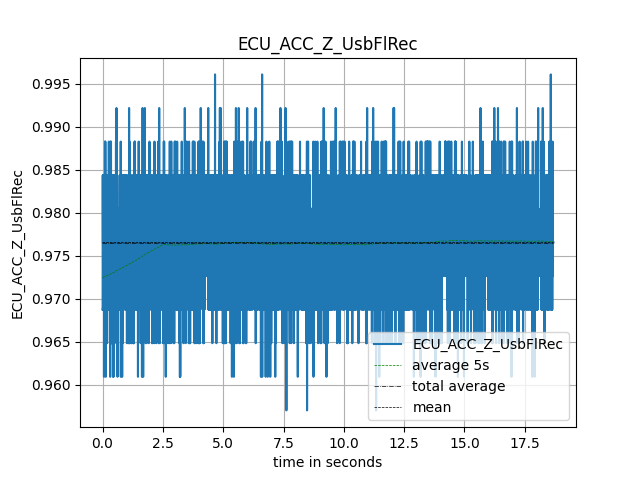 ECU_ACC_Z_UsbFlRec
0.995
0.990
0.985
0.980
0.975
0.970
0.965
0.960
ECU_ACC_Z_UsbFlRec
ECU_ACC_Z_UsbFlRec
average 5s
total average
mean
0.0 2.5 5.0 7.5 10.0 12.5 15.0 17.5
time in seconds